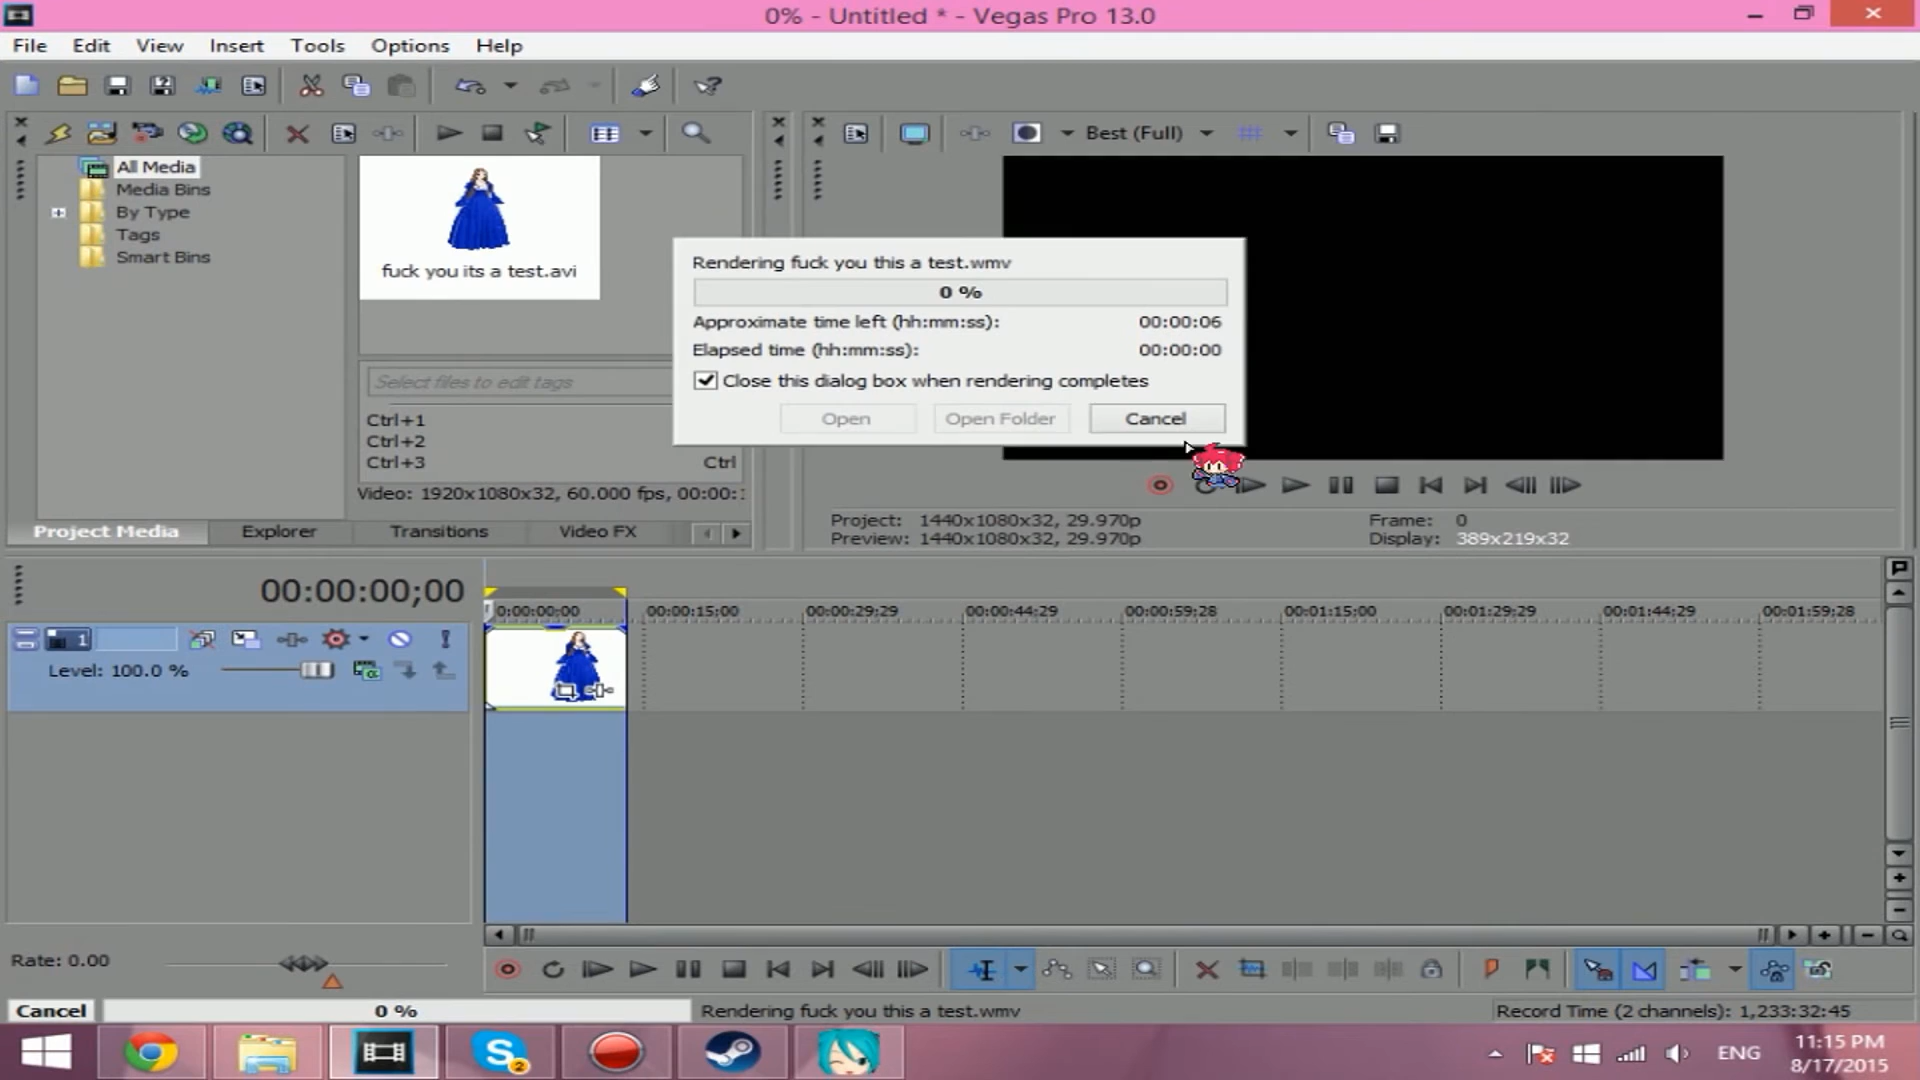 0% - Untitled * - Vegas Pro 13.0
File Edit View Insert Tools Options Help
Best (Full)
All Media
Media Bins
By Type
Tags
Smart Bins
fuck you its a test.avi
Select files to edit tags
Ctrl+1
Ctrl+2
Ctrl+3 Ctrl
Video: 1920x1080x32, 60.000 fps, 00:00:
Project Media Explorer Transitions Video FX
Rendering fuck you this a test.wmv
0 %
Approximate time left (hh:mm:ss): 00:00:06
Elapsed time (hh:mm:ss): 00:00:00
Close this dialog box when rendering completes
Open Open Folder Cancel
Project: 1440x1080x32, 29.970p Frame: 0
Preview: 1440x1080x32, 29.970p Display: 389x219x32
00:00:00;00
0:00:00;00 00:00:15;00 00:00:29;29 00:00:44;29 00:00:59;28 00:01:15;00 00:01:29;29 00:01:44;29 00:01:59;28
1
Level: 100.0 %
Rate: 0.00
Cancel 0 % Rendering fuck you this a test.wmv Record Time (2 channels): 1,233:32:45
2
ENG
11:15 PM
8/17/2015